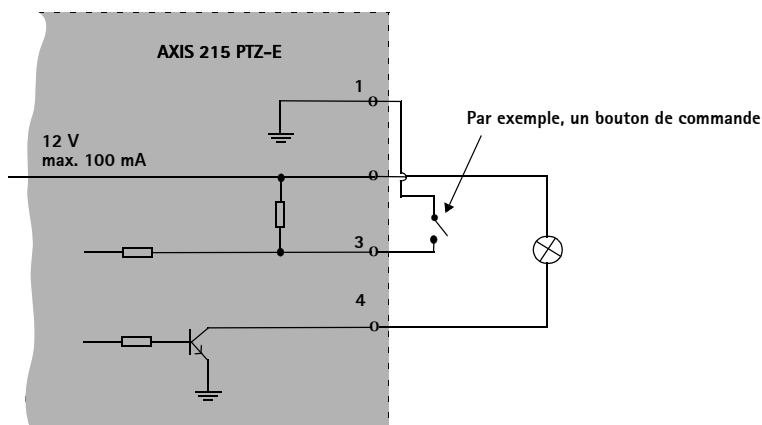 AXIS 215 PTZ-E
1
Par exemple, un bouton de commande
12 V
max. 100 mA
3
4